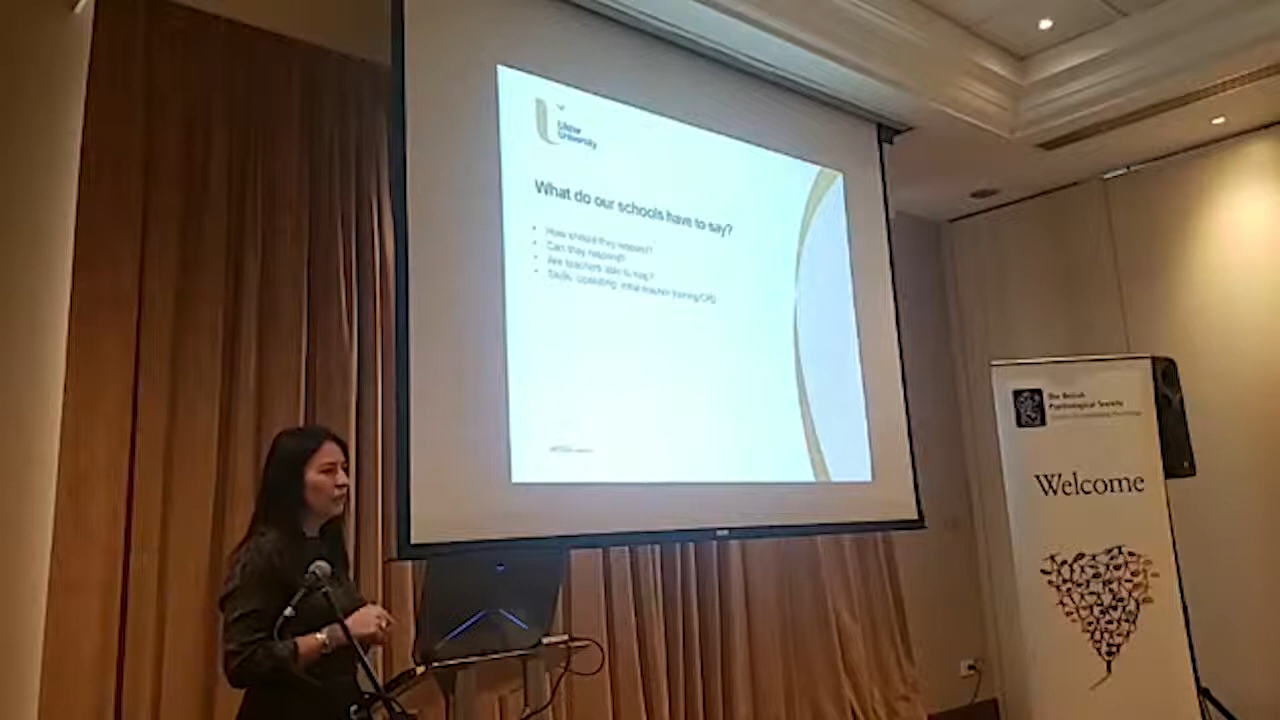 Ulster
University
What do our schools have to say?
• How should they respond?
• Can they respond?
• Are teachers able to stop?
• Skills, upskilling, initial teacher training/CPD
The British
Psychological Society
Welcome